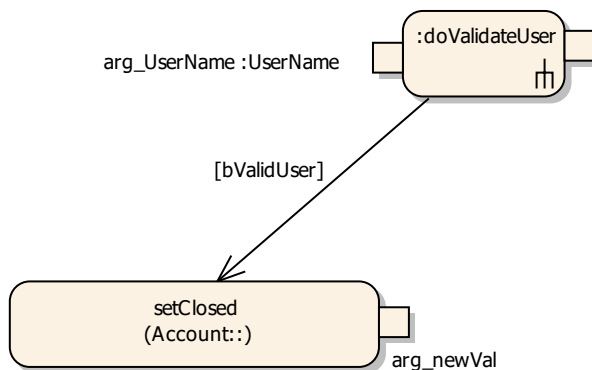 :doValidateUser
arg_UserName :UserName
[bValidUser]
setClosed
(Account::)
arg_newVal